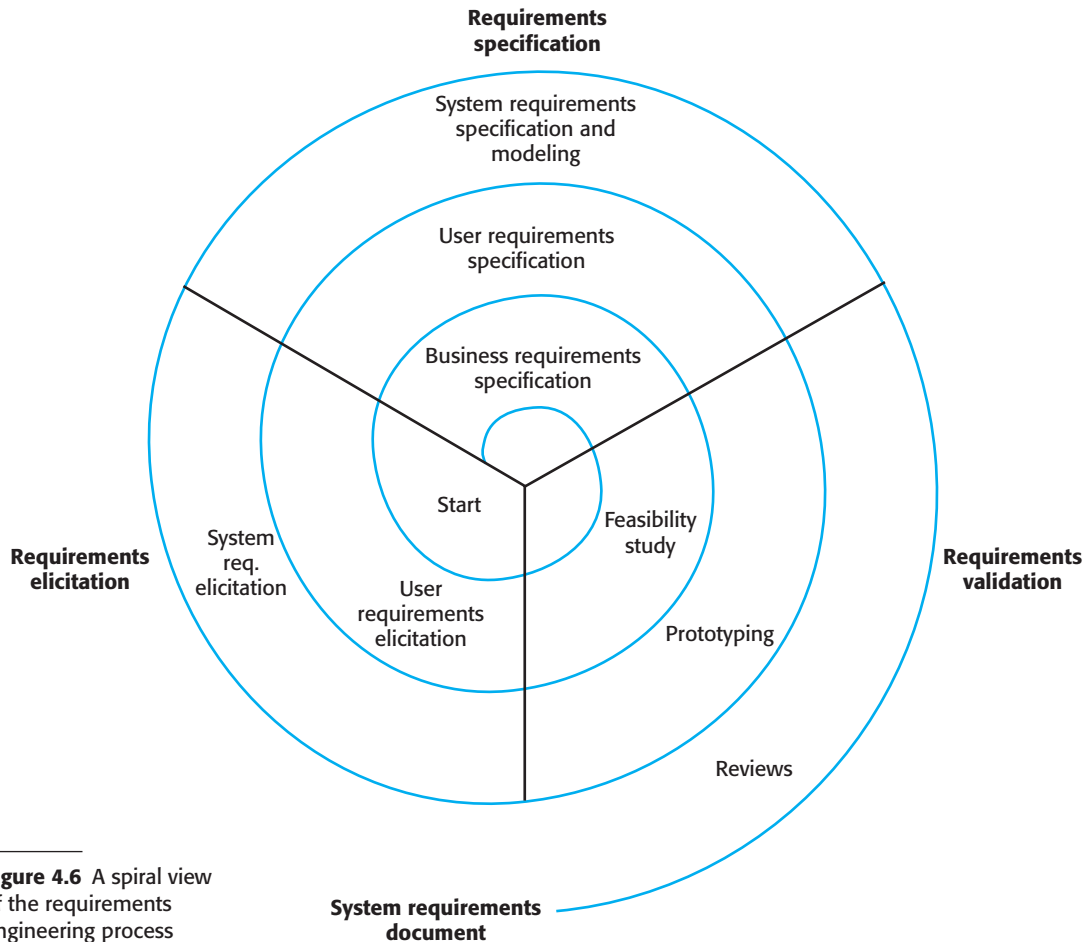 Requirements
specification
System requirements
specification and
modeling
User requirements
specification
Business requirements
specification
Start
Feasibility
study
System
req.
elicitation
User
requirements
elicitation
Requirements
elicitation
Requirements
validation
Prototyping
Reviews
gure 4.6 A spiral view
f the requirements
ngineering process
System requirements
document